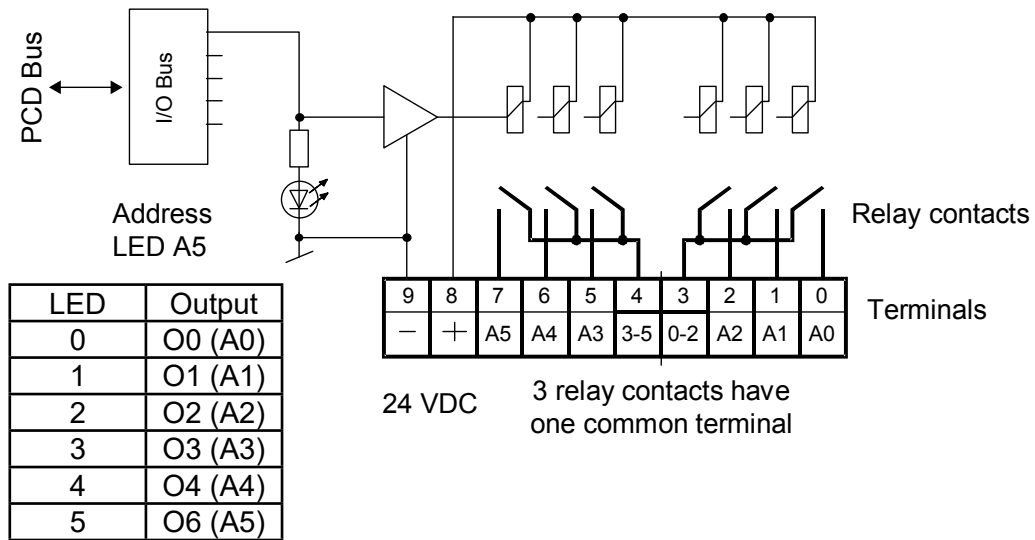 PCD Bus
I/O Bus
Address
LED A5
Relay contacts
9 8 7 6 5 4 3 2 1 0
− + A5 A4 A3 3-5 0-2 A2 A1 A0
Terminals
24 VDC
3 relay contacts have
one common terminal
LED Output
0 O0 (A0)
1 O1 (A1)
2 O2 (A2)
3 O3 (A3)
4 O4 (A4)
5 O6 (A5)